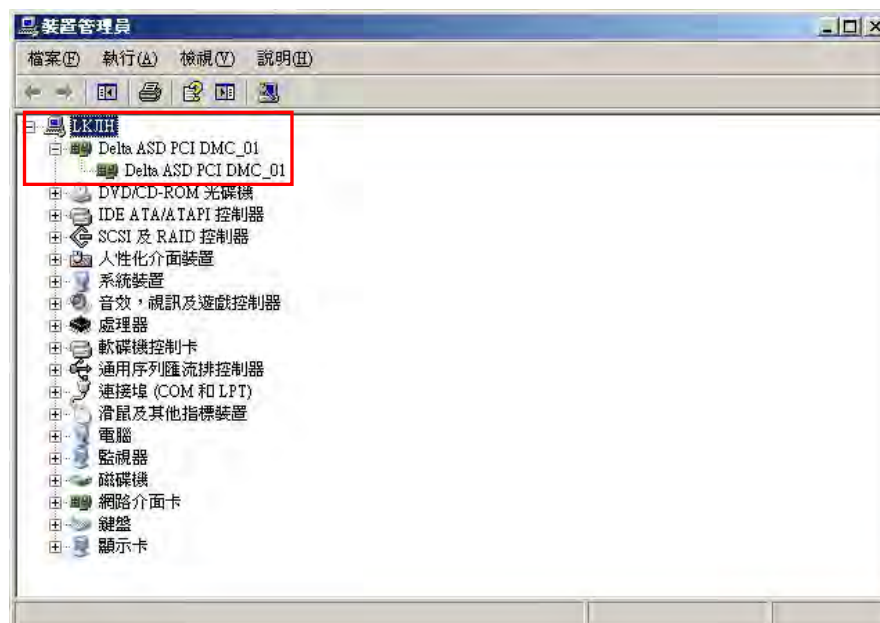 裝置管理員
檔案(F) 執行(A) 檢視(V) 說明(H)
LKJIH
Delta ASD PCI DMC_01
Delta ASD PCI DMC_01
DVD/CD-ROM 光碟機
IDE ATA/ATAPI 控制器
SCSI 及 RAID 控制器
人性化介面裝置
系統裝置
音效，視訊及遊戲控制器
處理器
軟碟機控制卡
通用序列匯流排控制器
連接埠 (COM 和 LPT)
滑鼠及其他指標裝置
電腦
監視器
磁碟機
網路介面卡
鍵盤
顯示卡